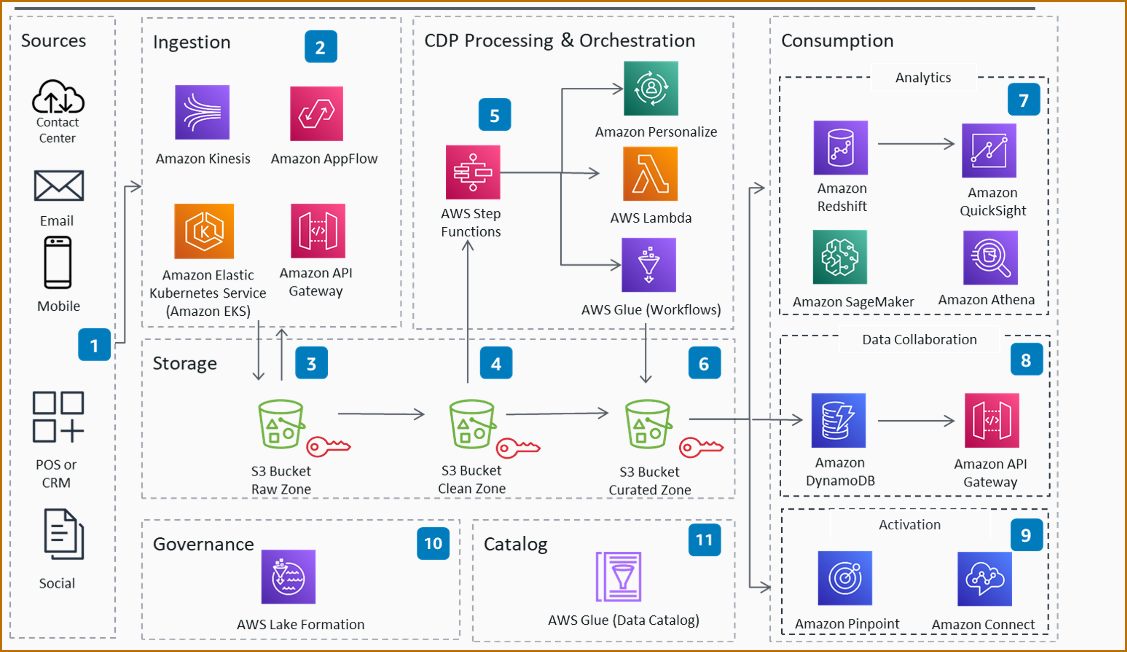 Sources
Contact
Center
Email
Mobile
1
POS or
CRM
Social
Ingestion
2
Amazon Kinesis
Amazon AppFlow
Amazon Elastic
Kubernetes Service
(Amazon EKS)
Amazon API
Gateway
CDP Processing & Orchestration
5
AWS Step
Functions
Amazon Personalize
AWS Lambda
AWS Glue (Workflows)
Storage
3
4
6
S3 Bucket
Raw Zone
S3 Bucket
Clean Zone
S3 Bucket
Curated Zone
Governance
10
AWS Lake Formation
Catalog
11
AWS Glue (Data Catalog)
Consumption
Analytics
7
Amazon
Redshift
Amazon
QuickSight
Amazon SageMaker
Amazon Athena
Data Collaboration
8
Amazon
DynamoDB
Amazon API
Gateway
Activation
9
Amazon Pinpoint
Amazon Connect